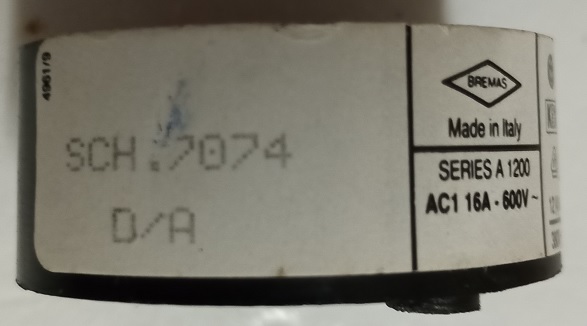 4961/9
SCH.7074
D/A
BREMAS
Made in Italy
SERIES A 1200
AC1 16A - 600V ~